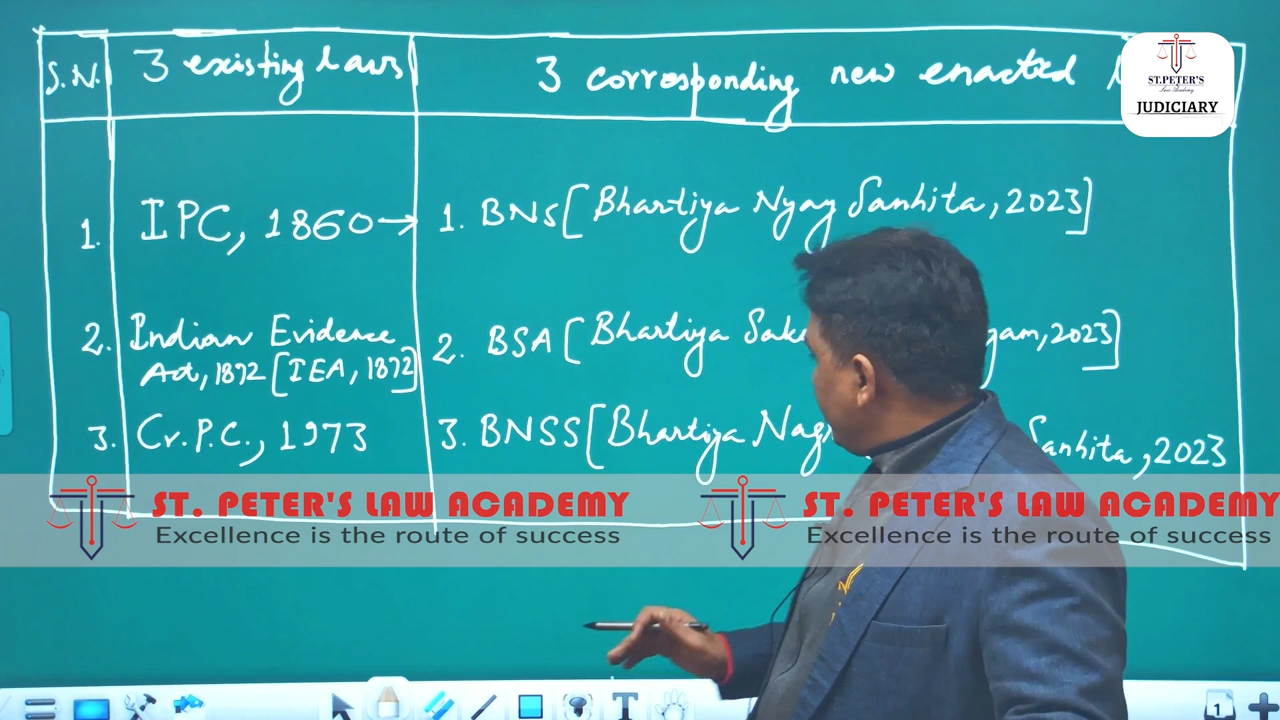 S.N. 3 existing laws 3 corresponding new enacted
ST.PETER'S
Law Academy
JUDICIARY
1. IPC, 1860 → 1. BNS [Bhartiya Nyay Sanhita, 2023]
2. Indian Evidence Act, 1872 [IEA, 1872] 2. BSA [Bhartiya Sak gam, 2023]
3. Cr.P.C., 1973 3. BNSS [Bhartiya Nag Sanhita, 2023
ST. PETER'S LAW ACADEMY
Excellence is the route of success
ST. PETER'S LAW ACADEMY
Excellence is the route of success
T
1